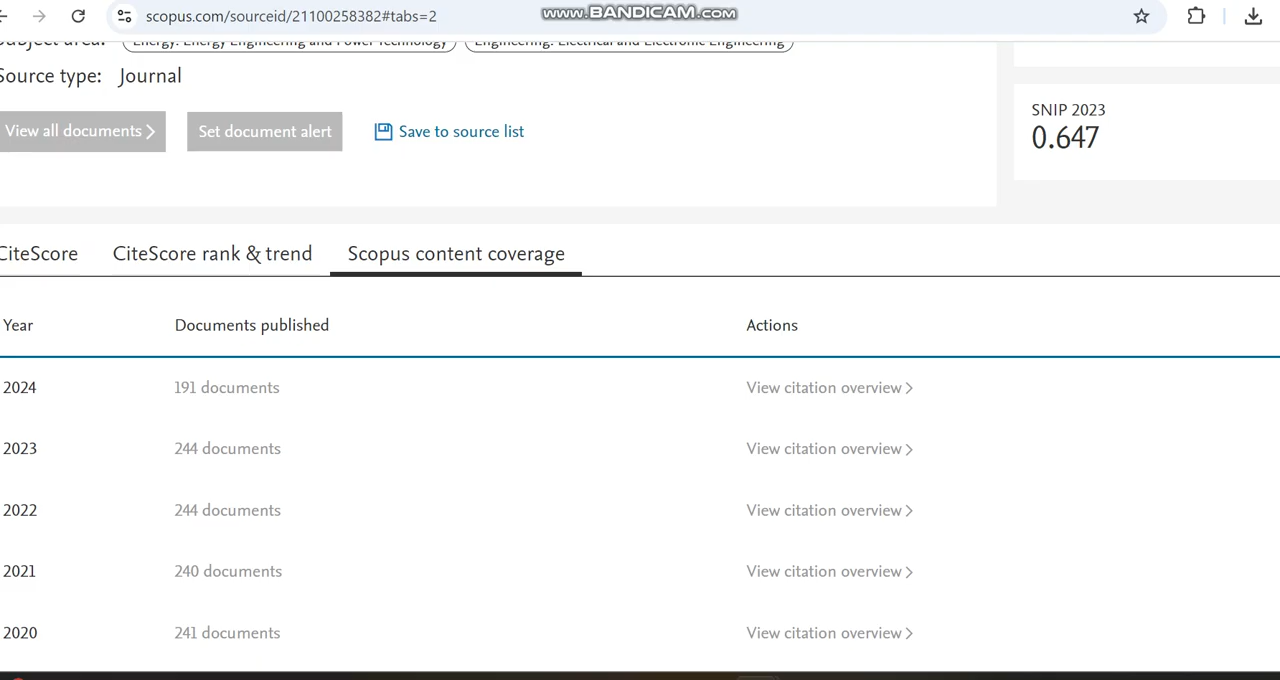 scopus.com/sourceid/21100258382#tabs=2
www.BANDICAM.com
Subject area: Energy: Energy Engineering and Power Technology Engineering: Electrical and Electronic Engineering
Source type: Journal
View all documents
Set document alert
Save to source list
SNIP 2023
0.647
CiteScore CiteScore rank & trend Scopus content coverage
Year Documents published Actions
2024 191 documents View citation overview
2023 244 documents View citation overview
2022 244 documents View citation overview
2021 240 documents View citation overview
2020 241 documents View citation overview